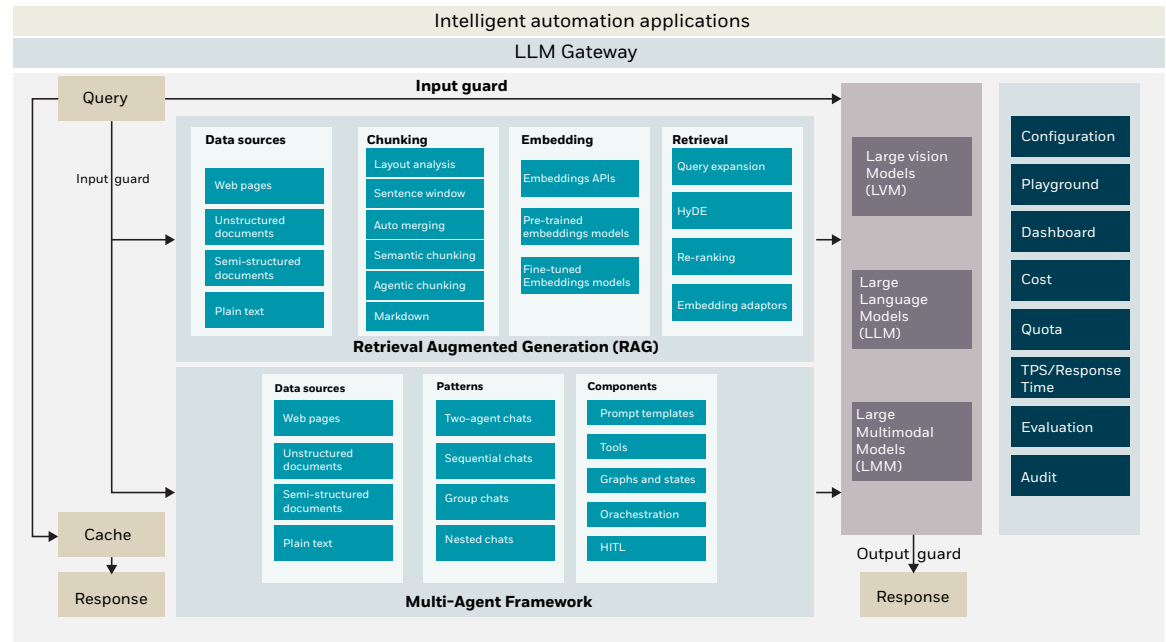 Intelligent automation applications
LLM Gateway
Query
Input guard
Input guard
Data sources
Web pages
Unstructured
documents
Semi-structured
documents
Plain text
Chunking
Layout analysis
Sentence window
Auto merging
Semantic chunking
Agentic chunking
Markdown
Embedding
Embeddings APIs
Pre-trained
embeddings models
Fine-tuned
Embeddings models
Retrieval
Query expansion
HyDE
Re-ranking
Embedding adaptors
Retrieval Augmented Generation (RAG)
Data sources
Web pages
Unstructured
documents
Semi-structured
documents
Plain text
Patterns
Two-agent chats
Sequential chats
Group chats
Nested chats
Components
Prompt templates
Tools
Graphs and states
Orachestration
HITL
Multi-Agent Framework
Cache
Response
Large vision
Models
(LVM)
Large
Language
Models
(LLM)
Large
Multimodal
Models
(LMM)
Output guard
Response
Configuration
Playground
Dashboard
Cost
Quota
TPS/Response
Time
Evaluation
Audit